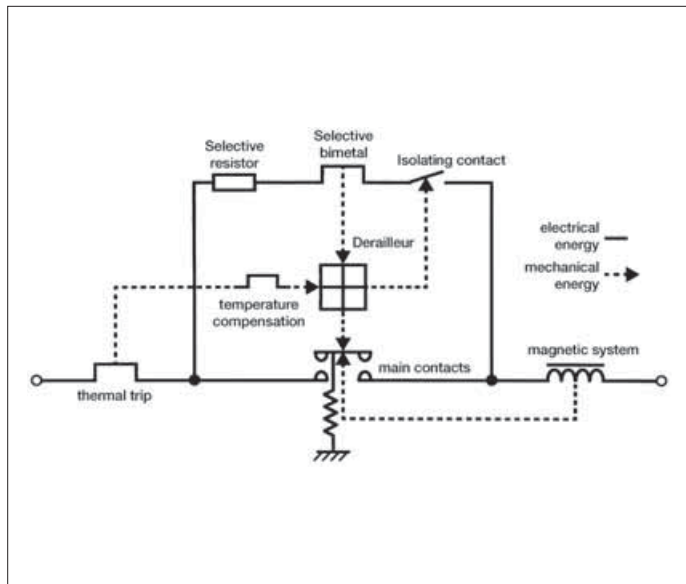 Selective
resistor
Selective
bimetal
Isolating contact
Derailleur
electrical
energy
mechanical
energy
temperature
compensation
thermal trip
main contacts
magnetic system